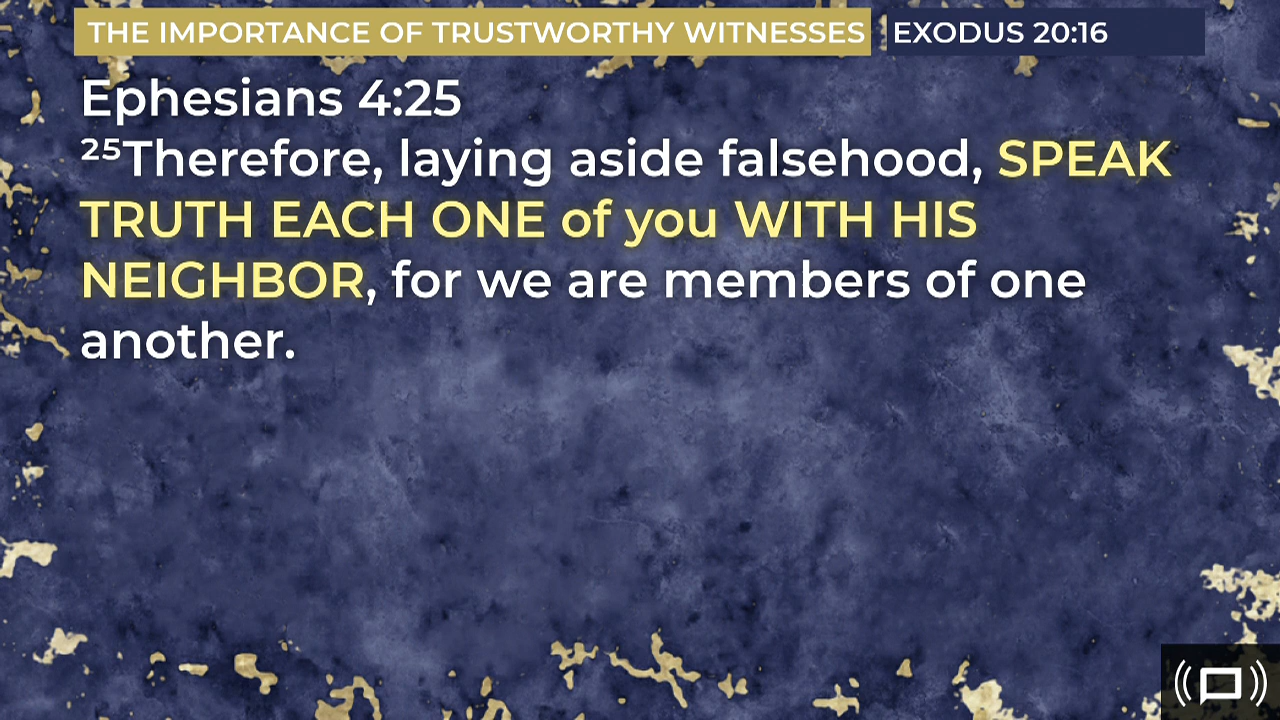 THE IMPORTANCE OF TRUSTWORTHY WITNESSES EXODUS 20:16
Ephesians 4:25
²⁵Therefore, laying aside falsehood, SPEAK
TRUTH EACH ONE of you WITH HIS
NEIGHBOR, for we are members of one
another.